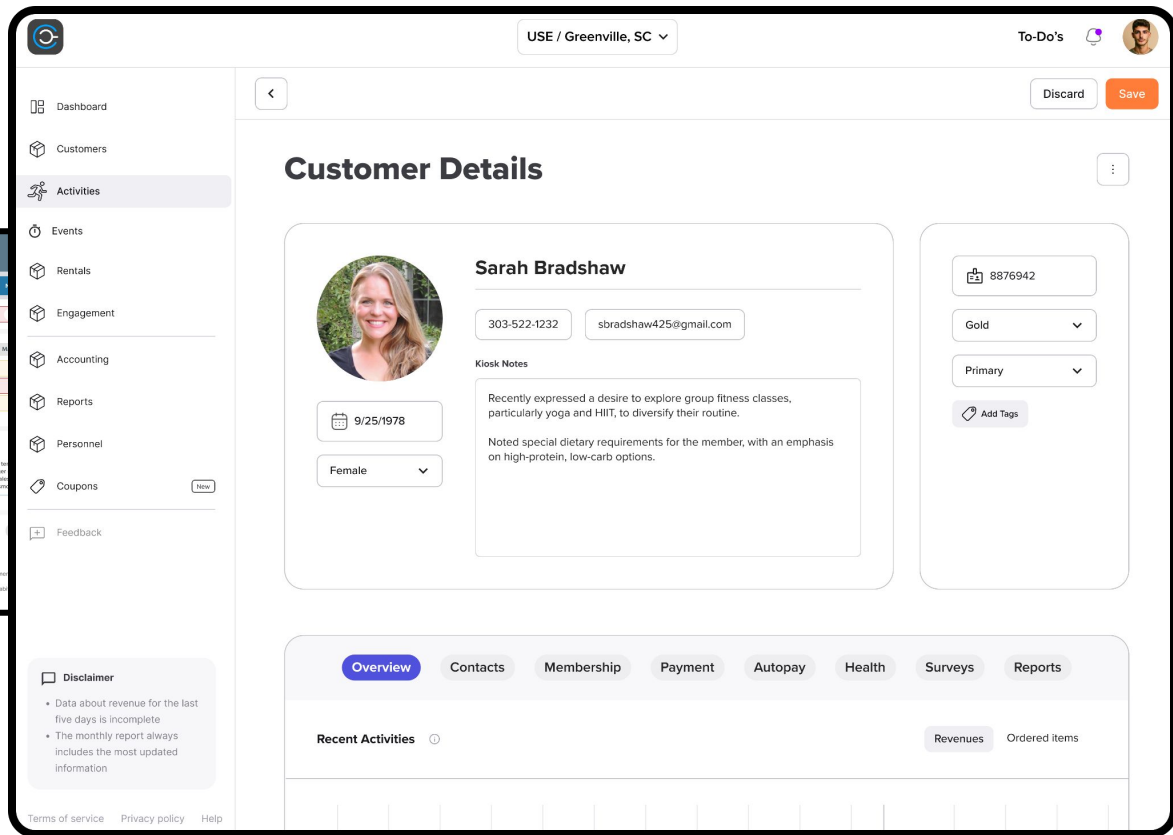 USE / Greenville, SC
To-Do’s
Dashboard
Customers
Activities
Events
Rentals
Engagement
Accounting
Reports
Personnel
Coupons
New
Feedback
Disclaimer
• Data about revenue for the last
five days is incomplete
• The monthly report always
includes the most updated
information
Terms of service Privacy policy Help
Discard
Save
Customer Details
Sarah Bradshaw
303-522-1232
sbradshaw425@gmail.com
Kiosk Notes
Recently expressed a desire to explore group fitness classes,
particularly yoga and HIIT, to diversify their routine.
Noted special dietary requirements for the member, with an emphasis
on high-protein, low-carb options.
9/25/1978
Female
8876942
Gold
Primary
Add Tags
Overview Contacts Membership Payment Autopay Health Surveys Reports
Recent Activities
Revenues Ordered items